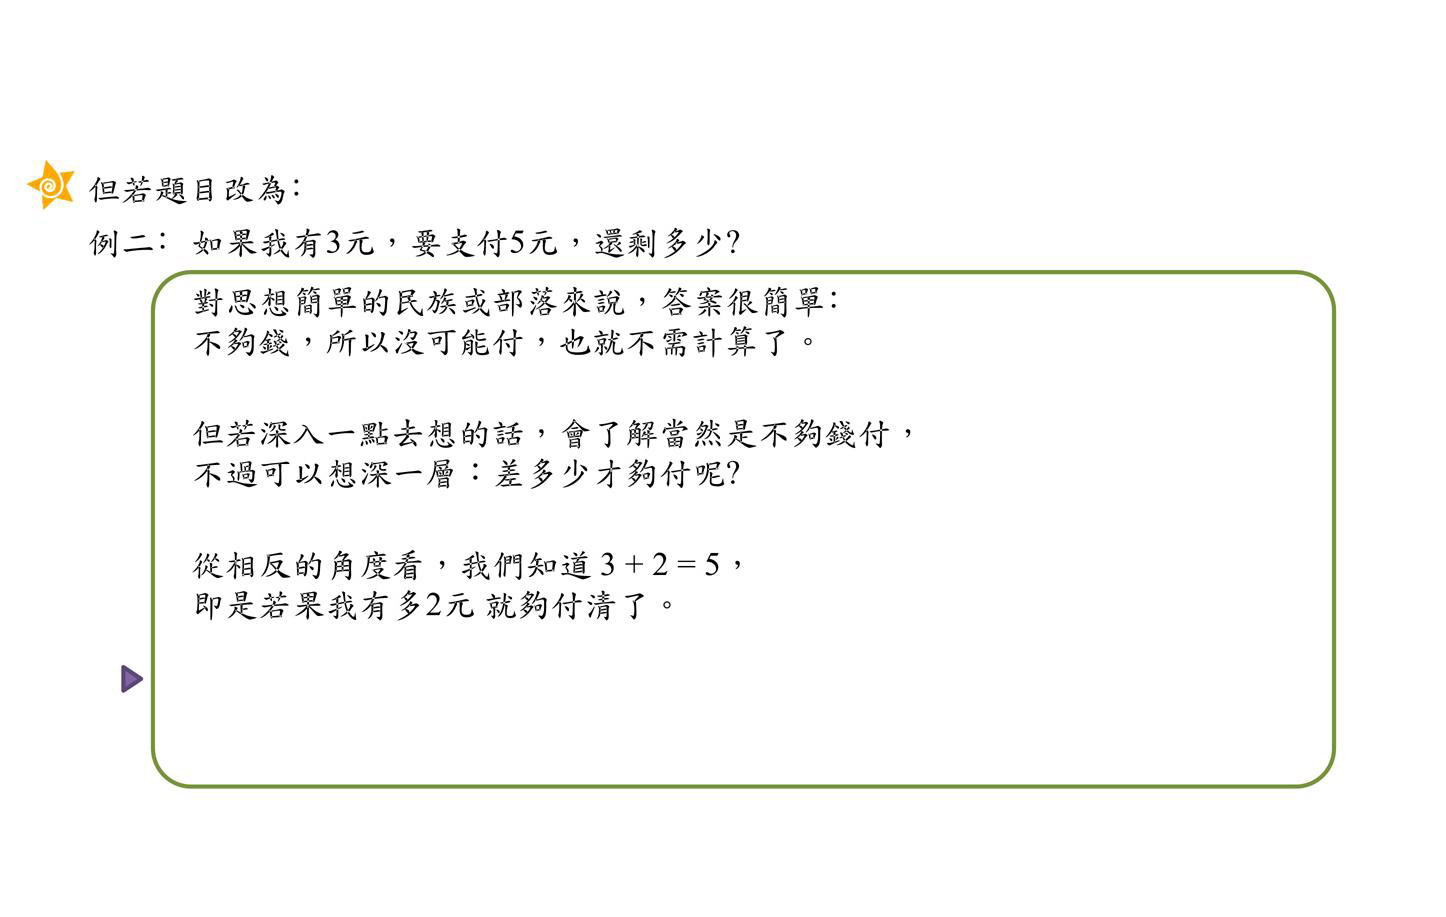 但若題目改為：
例二： 如果我有3元，要支付5元，還剩多少?
對思想簡單的民族或部落來說，答案很簡單：
不夠錢，所以沒可能付，也就不需計算了。
但若深入一點去想的話，會了解當然是不夠錢付，
不過可以想深一層：差多少才夠付呢?
從相反的角度看，我們知道 3 + 2 = 5，
即是若果我有多2元 就夠付清了。